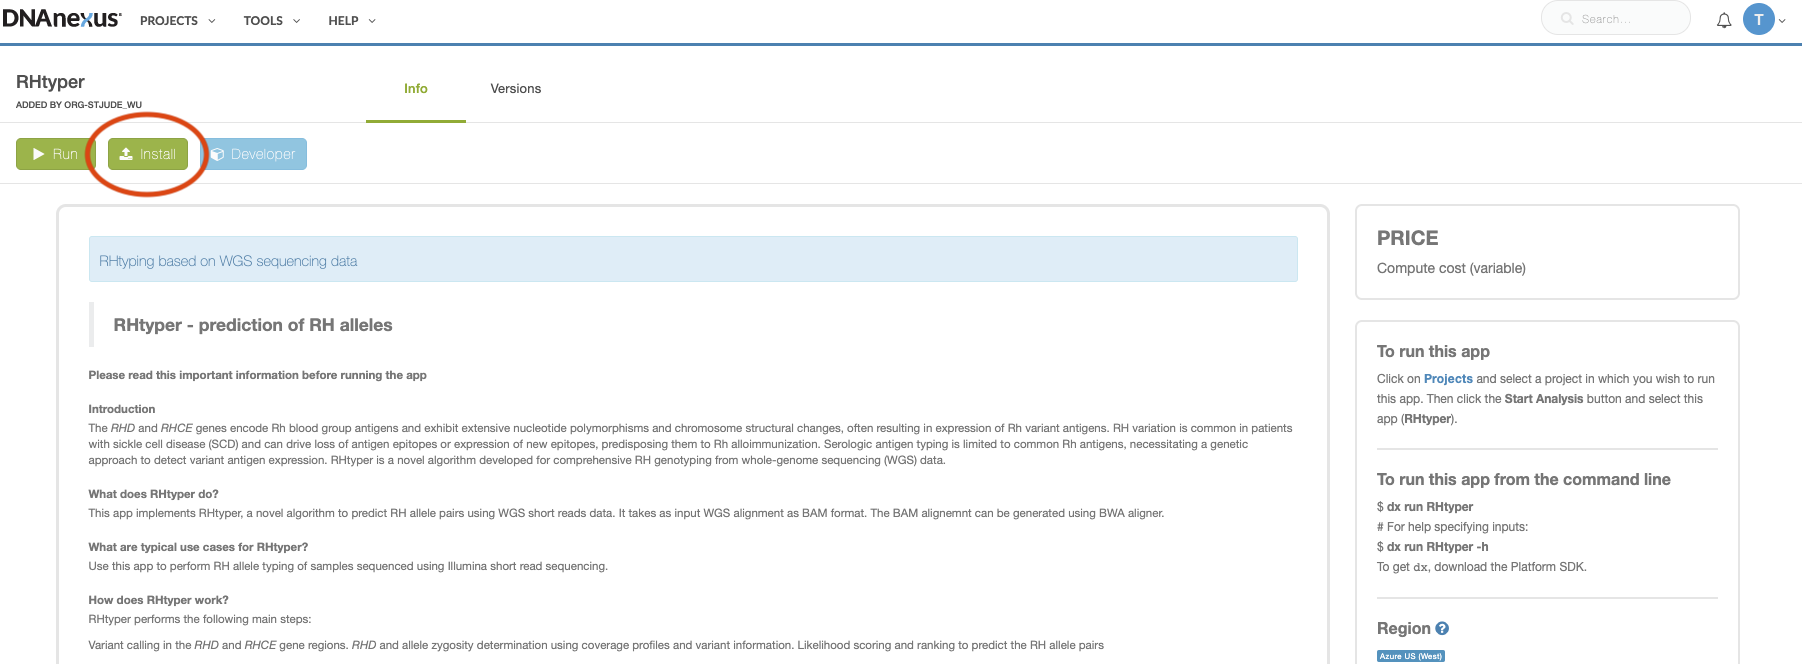 DNAnexus PROJECTS TOOLS HELP Search...
T
RHtyper
ADDED BY ORG-STJUDE_WU
Info Versions
Run Install Developer
RHtyping based on WGS sequencing data
RHtyper - prediction of RH alleles
Please read this important information before running the app
Introduction
The RHD and RHCE genes encode Rh blood group antigens and exhibit extensive nucleotide polymorphisms and chromosome structural changes, often resulting in expression of Rh variant antigens. RH variation is common in patients
with sickle cell disease (SCD) and can drive loss of antigen epitopes or expression of new epitopes, predisposing them to Rh alloimmunization. Serologic antigen typing is limited to common Rh antigens, necessitating a genetic
approach to detect variant antigen expression. RHtyper is a novel algorithm developed for comprehensive RH genotyping from whole-genome sequencing (WGS) data.
What does RHtyper do?
This app implements RHtyper, a novel algorithm to predict RH allele pairs using WGS short reads data. It takes as input WGS alignment as BAM format. The BAM alignemnt can be generated using BWA aligner.
What are typical use cases for RHtyper?
Use this app to perform RH allele typing of samples sequenced using Illumina short read sequencing.
How does RHtyper work?
RHtyper performs the following main steps:
Variant calling in the RHD and RHCE gene regions. RHD and allele zygosity determination using coverage profiles and variant information. Likelihood scoring and ranking to predict the RH allele pairs
PRICE
Compute cost (variable)
To run this app
Click on Projects and select a project in which you wish to run
this app. Then click the Start Analysis button and select this
app (RHtyper).
To run this app from the command line
$ dx run RHtyper
# For help specifying inputs:
$ dx run RHtyper -h
To get dx, download the Platform SDK.
Region ?
Azure US (West)